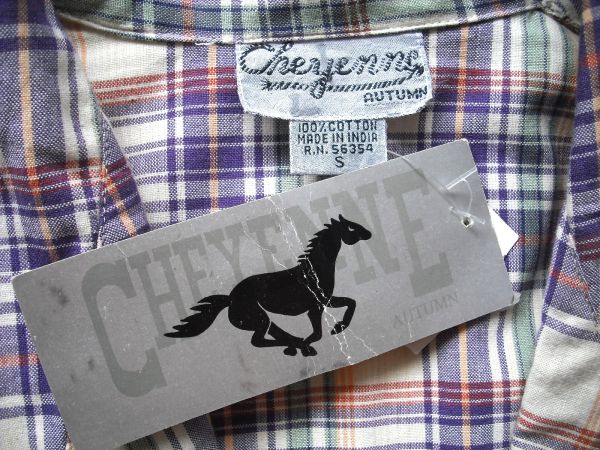 Cheyenne
AUTUMN
100% COTTON
MADE IN INDIA
R.N. 56354
S
CHEYENNE
AUTUMN